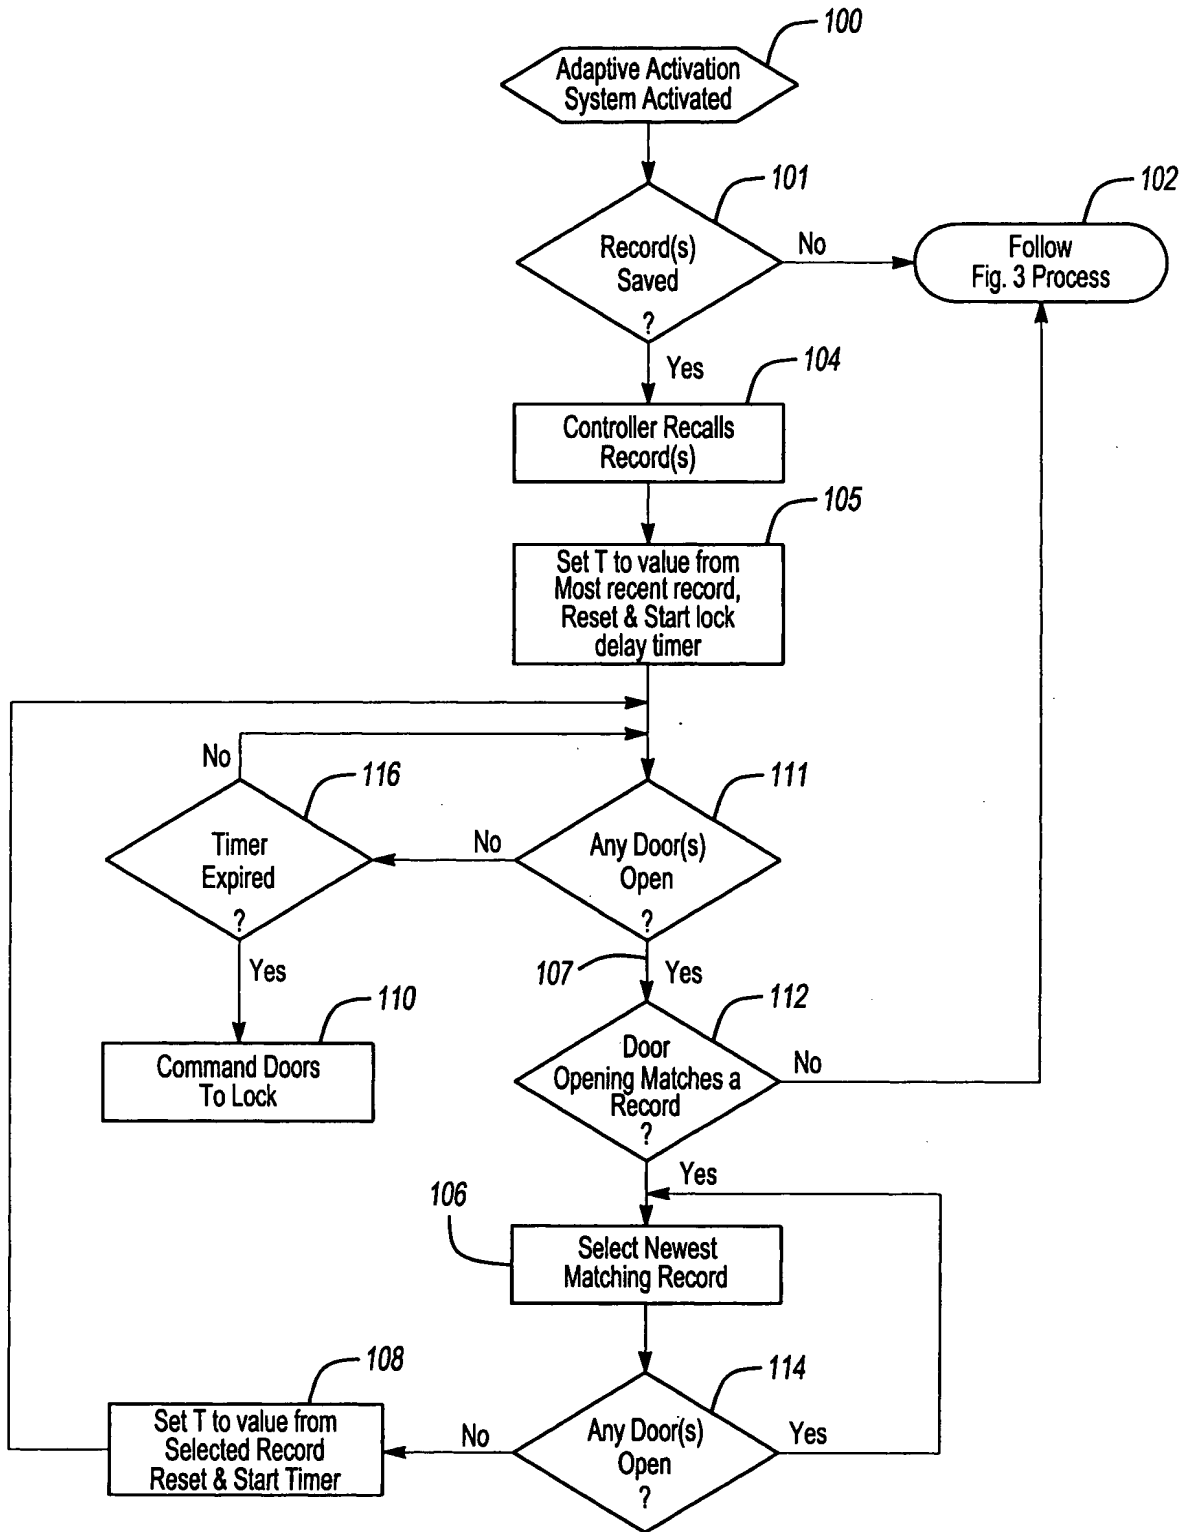 100
Adaptive Activation
System Activated
101
102
Record(s)
Saved
?
No
Follow
Fig. 3 Process
Yes
104
Controller Recalls
Record(s)
105
Set T to value from
Most recent record,
Reset & Start lock
delay timer
No
116
111
Timer
Expired
?
No
Any Door(s)
Open
?
107
Yes
Yes
110
112
Command Doors
To Lock
Door
Opening Matches a
Record
?
No
Yes
106
Select Newest
Matching Record
108
114
Set T to value from
Selected Record
Reset & Start Timer
No
Any Door(s)
Open
?
Yes